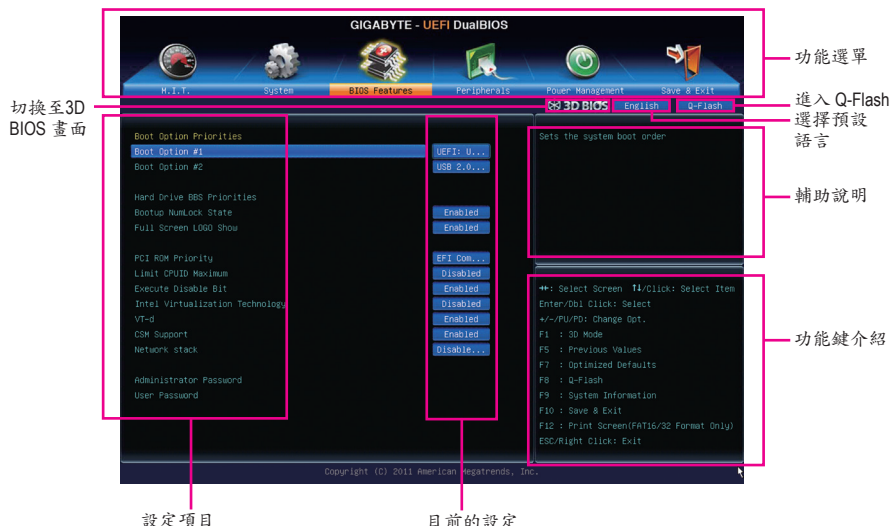 GIGABYTE - UEFI DualBIOS
M.I.T.
System
BIOS Features
Peripherals
Power Management
Save & Exit
功能選單
切換至3D
BIOS 畫面
3D BIOS
English
Q-Flash
進入 Q-Flash
選擇預設
語言
Boot Option Priorities
Boot Option #1
UEFI: U...
Boot Option #2
USB 2.0...
Hard Drive BBS Priorities
Bootup NumLock State
Enabled
Full Screen LOGO Show
Enabled
PCI ROM Priority
EFI Com...
Limit CPUID Maximum
Disabled
Execute Disable Bit
Enabled
Intel Virtualization Technology
Disabled
VT-d
Enabled
CSM Support
Enabled
Network stack
Disable...
Administrator Password
User Password
Sets the system boot order
輔助說明
→←: Select Screen ↑↓/Click: Select Item
Enter/Dbl Click: Select
+/-/PU/PD: Change Opt.
F1 : 3D Mode
F5 : Previous Values
F7 : Optimized Defaults
F8 : Q-Flash
F9 : System Information
F10 : Save & Exit
F12 : Print Screen(FAT16/32 Format Only)
ESC/Right Click: Exit
功能鍵介紹
Copyright (C) 2011 American Megatrends, Inc.
設定項目
目前的設定